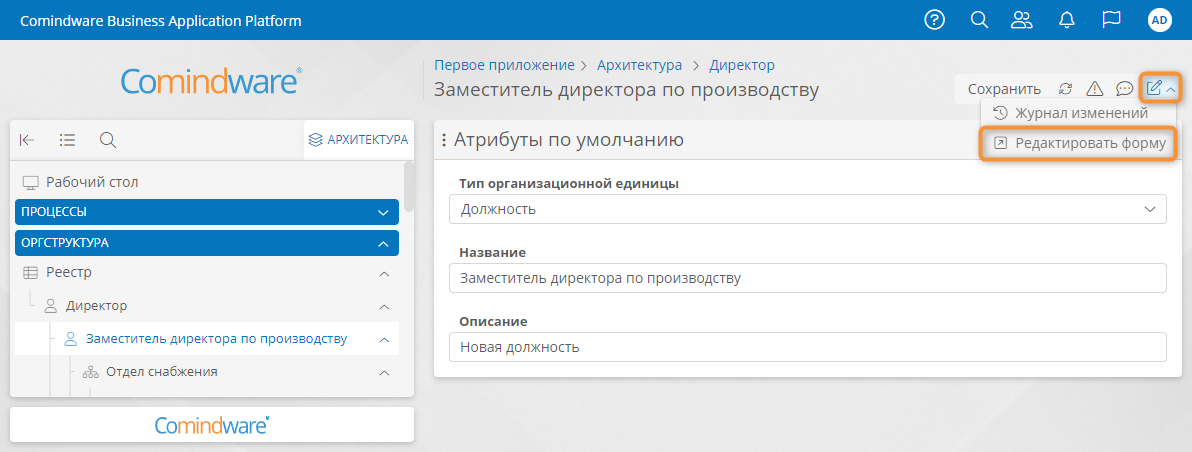 Comindware Business Application Platform
AD
Comindware®
Первое приложение > Архитектура > Директор
Заместитель директора по производству
Сохранить
Журнал изменений
Редактировать форму
АРХИТЕКТУРА
Рабочий стол
ПРОЦЕССЫ
ОРГСТРУКТУРА
Реестр
Директор
Заместитель директора по производству
Отдел снабжения
Comindware®
Атрибуты по умолчанию
Тип организационной единицы
Должность
Название
Заместитель директора по производству
Описание
Новая должность